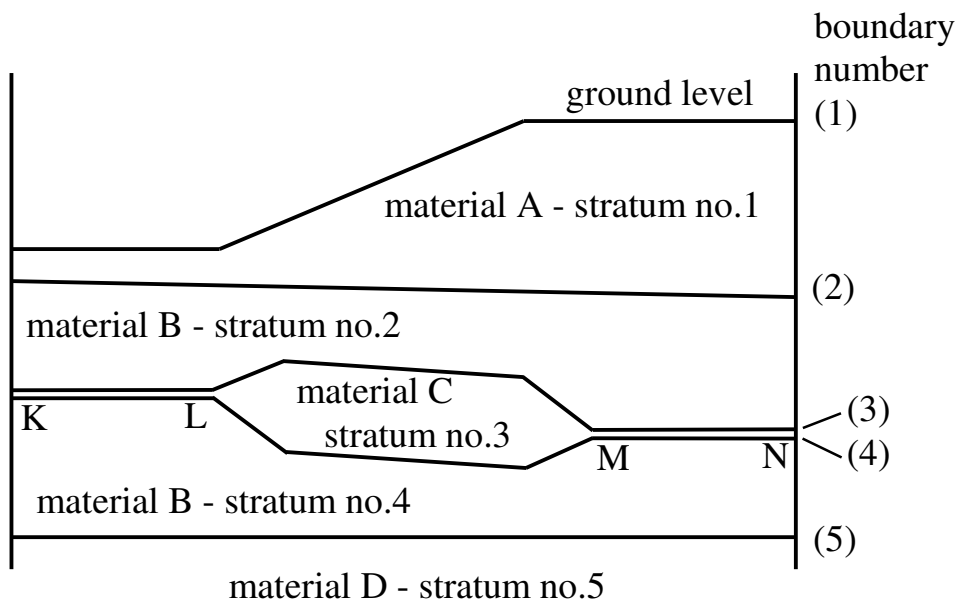 boundary
number
ground level
(1)
material A - stratum no.1
(2)
material B - stratum no.2
material C
stratum no.3
K
L
M
N
(3)
(4)
material B - stratum no.4
(5)
material D - stratum no.5